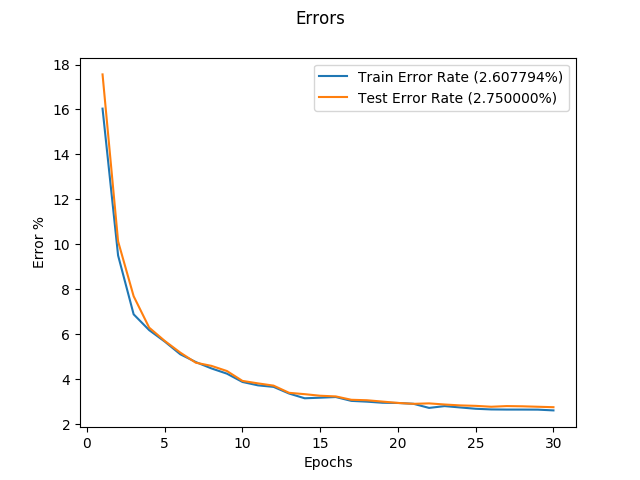 Errors
Train Error Rate (2.607794%)
Test Error Rate (2.750000%)
18
16
14
12
10
8
6
4
2
Error %
0 5 10 15 20 25 30
Epochs